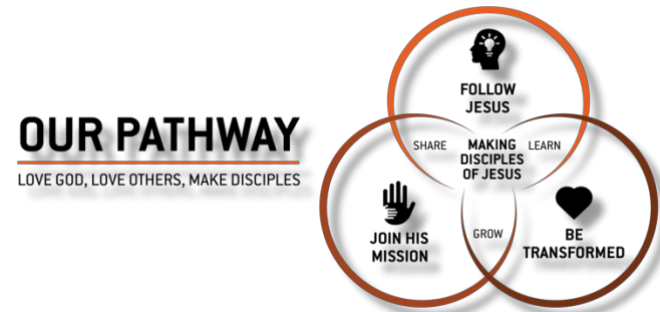 OUR PATHWAY
LOVE GOD, LOVE OTHERS, MAKE DISCIPLES
FOLLOW
JESUS
SHARE
MAKING
DISCIPLES
OF JESUS
LEARN
JOIN HIS
MISSION
GROW
BE
TRANSFORMED